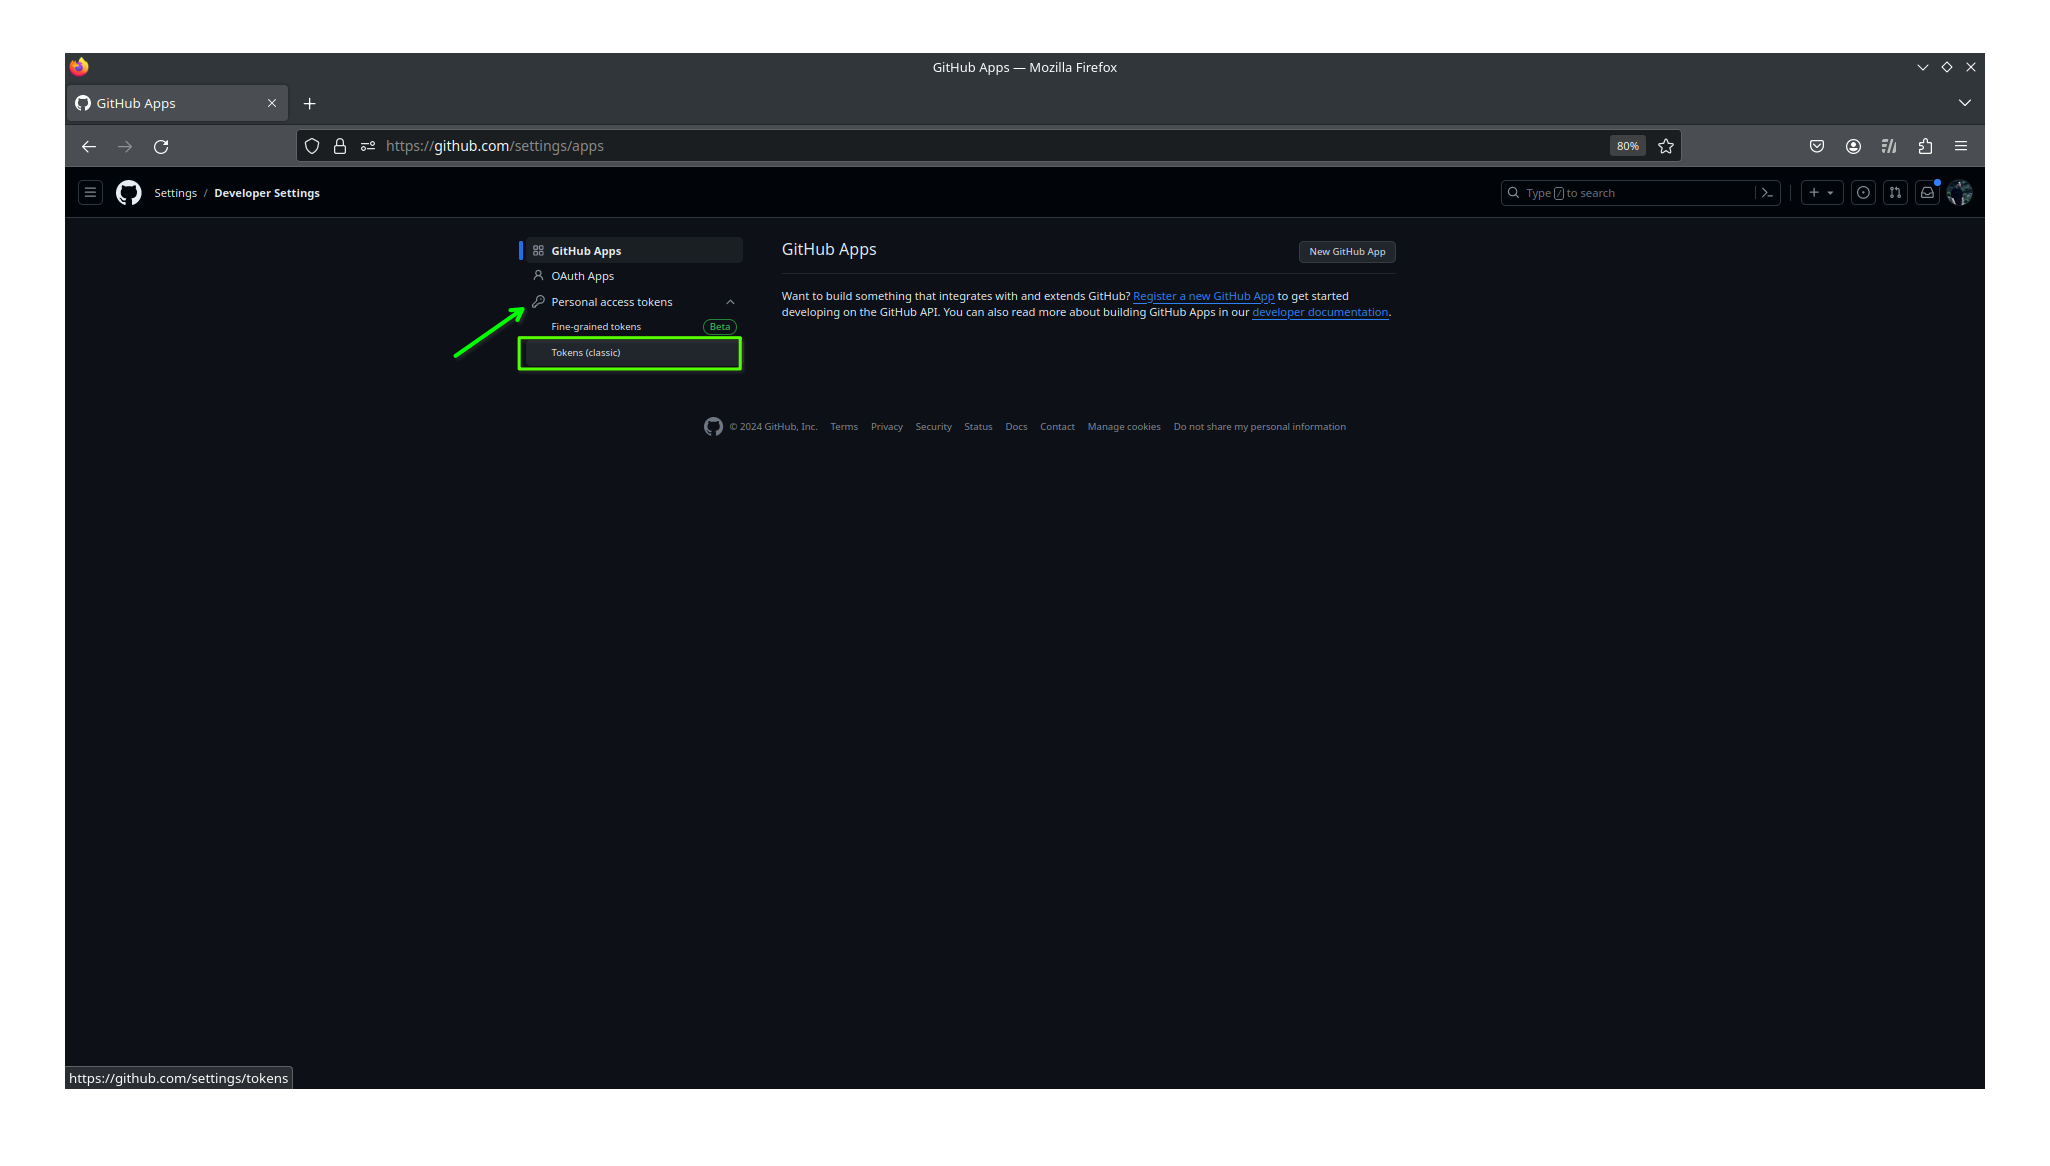 GitHub Apps — Mozilla Firefox
GitHub Apps
https://github.com/settings/apps
80%
Settings / Developer Settings
Type / to search
GitHub Apps
OAuth Apps
Personal access tokens
Fine-grained tokens Beta
Tokens (classic)
GitHub Apps
New GitHub App
Want to build something that integrates with and extends GitHub? Register a new GitHub App to get started
developing on the GitHub API. You can also read more about building GitHub Apps in our developer documentation.
© 2024 GitHub, Inc. Terms Privacy Security Status Docs Contact Manage cookies Do not share my personal information
https://github.com/settings/tokens